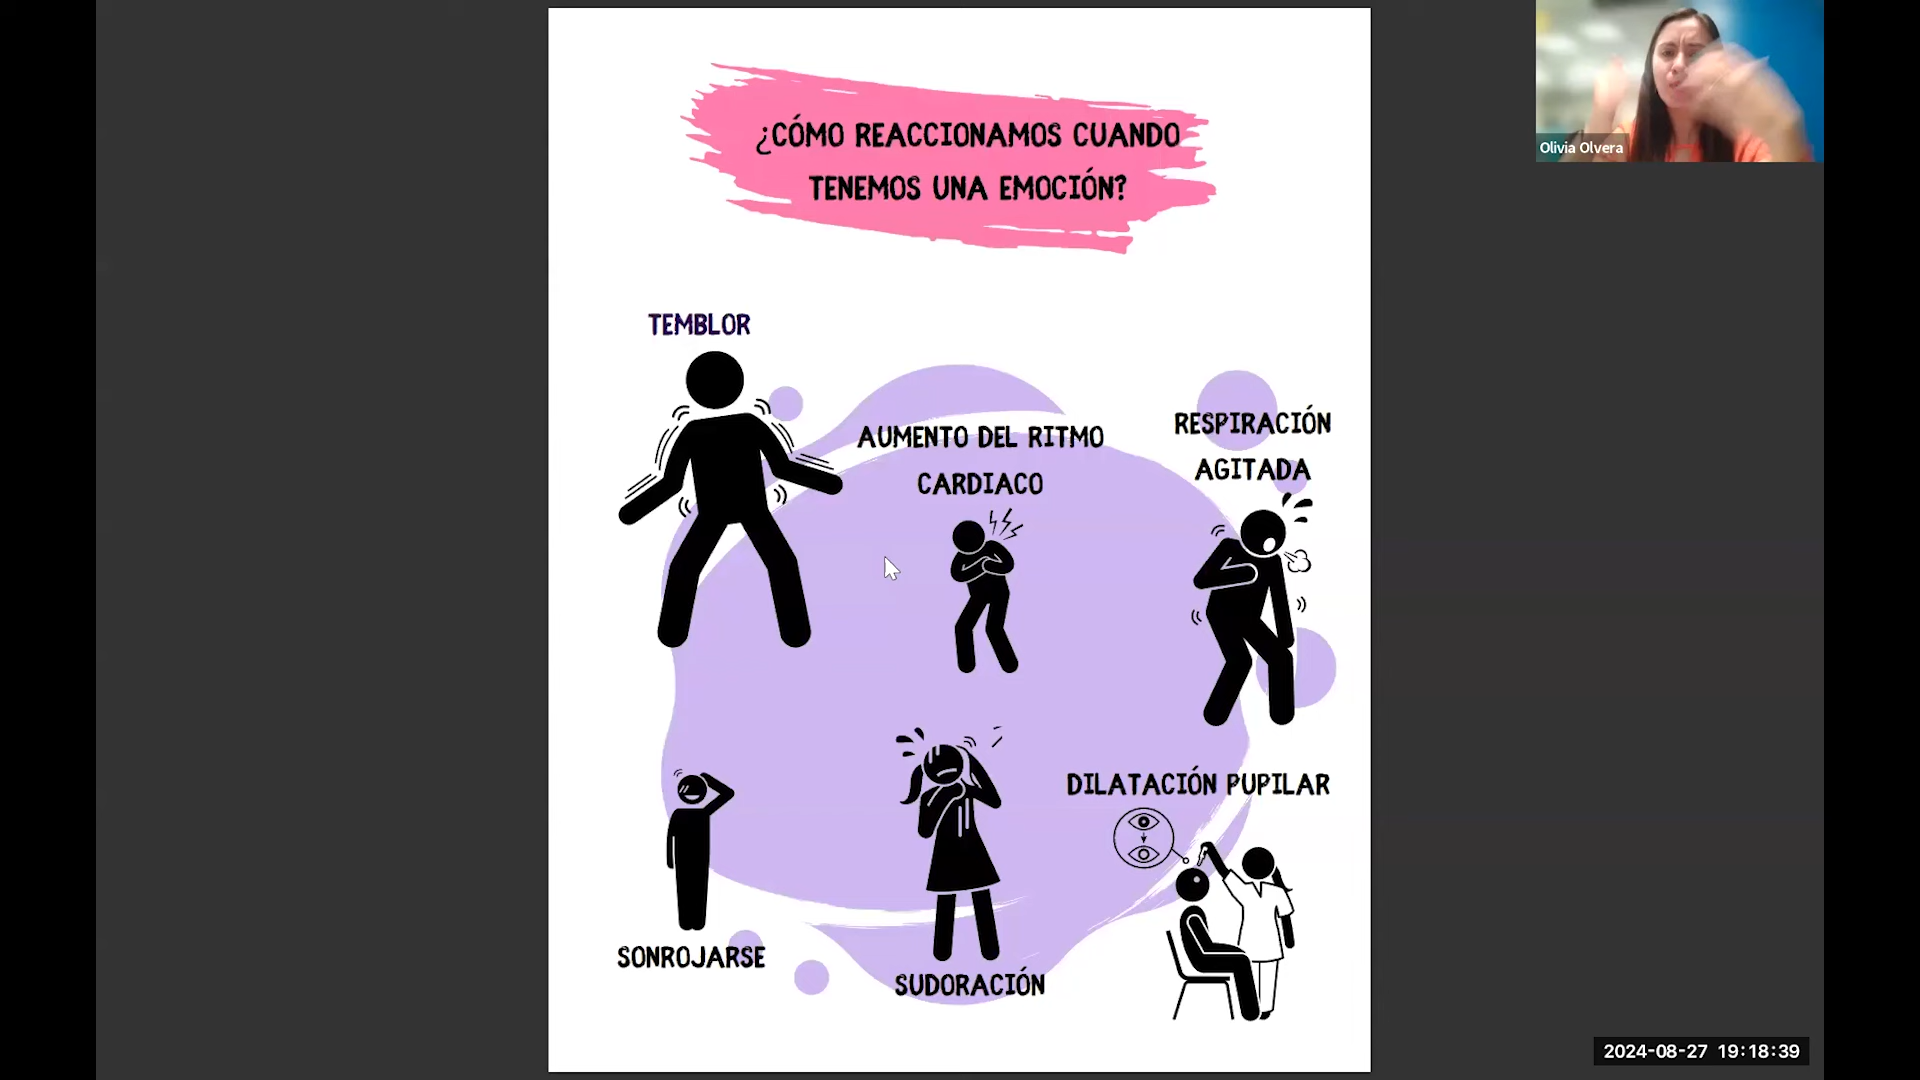 ¿CÓMO REACCIONAMOS CUANDO
TENEMOS UNA EMOCIÓN?
Olivia Olvera
TEMBLOR
AUMENTO DEL RITMO
CARDIACO
RESPIRACIÓN
AGITADA
DILATACIÓN PUPILAR
SONROJARSE
SUDORACIÓN
2024-08-27 19:18:39